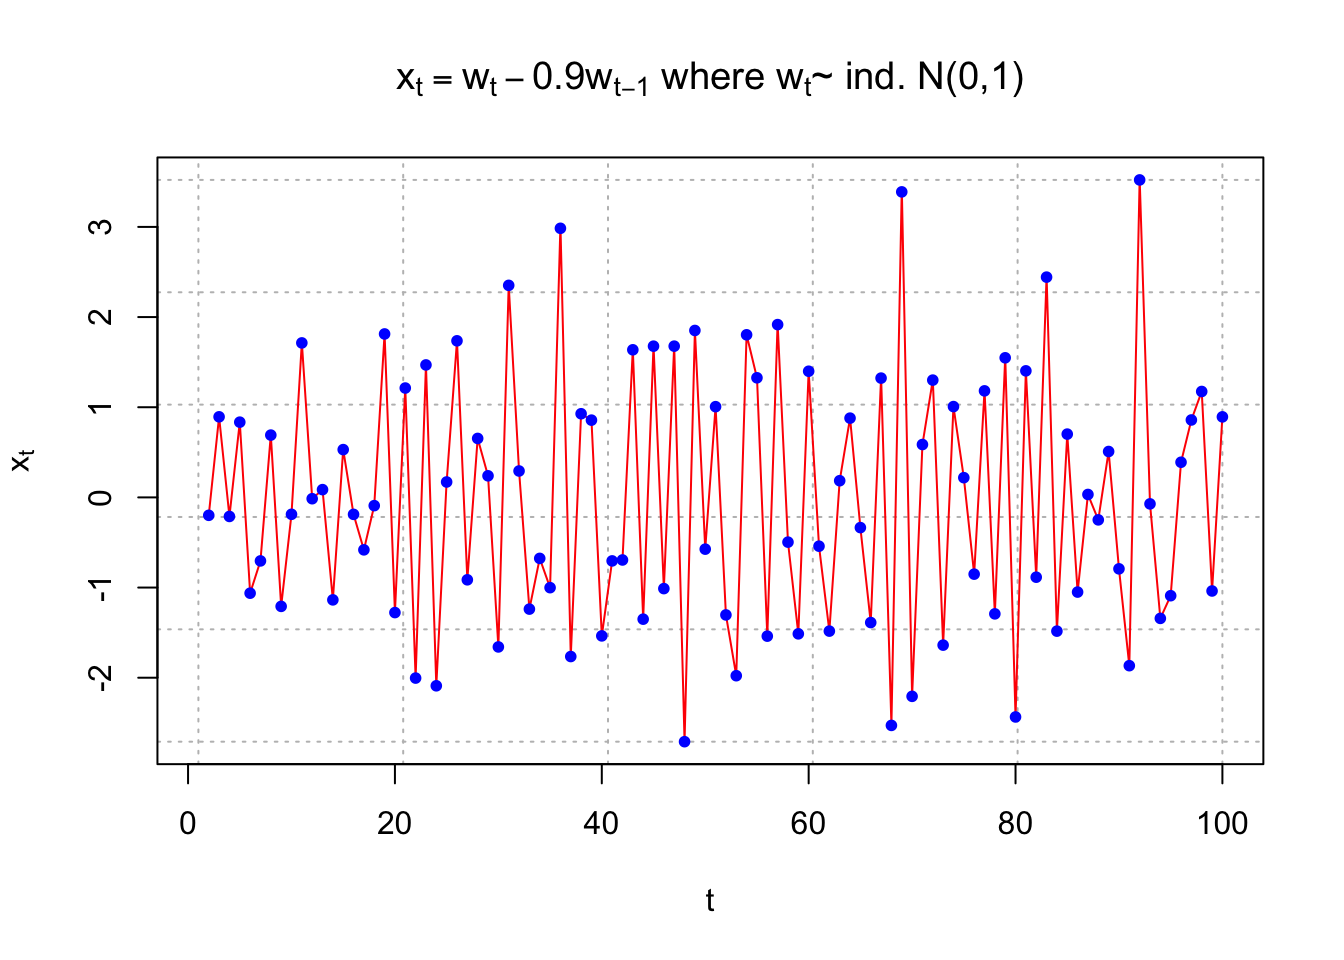 xₜ = wₜ – 0.9wₜ₋₁ where wₜ~ ind. N(0,1)
3
2
1
0
-1
-2
xₜ
0 20 40 60 80 100
t